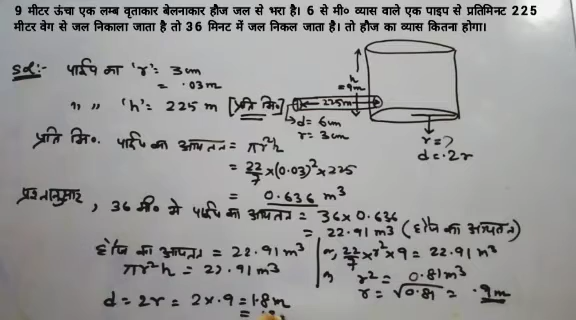 9 मीटर ऊंचा एक लम्ब वृताकार बेलनाकार हौज जल से भरा है। 6 से मी० व्यास वाले एक पाइप से प्रतिमिनट 225
मीटर वेग से जल निकाला जाता है तो 36 मिनट में जल निकल जाता है। तो हौज का व्यास कितना होगा।
Sol:- पाईप का 'r': 3cm
= .03m
" " 'h': 225 m [प्रति मि०]
h
=9m
225m
d= 6cm
r= 3cm
r=?
d=2r
प्रति मि०. पाईप का आयतन = πr²h
= 22/7 ×(0.03)²×225
= 0.636 m³
प्रश्नानुसार, 36 मी० मे पाईप का आयतन = 36×0.636
= 22.91 m3 (हौज का आयतन)
हौज का आयतन = 22.91 m³
πr²h = 22.91 m³
d = 2r = 2×.9 = 1.8m
22/7 ×r²×9 = 22.91 m³
r² = 0.81m³
r= √0.81 = .9m